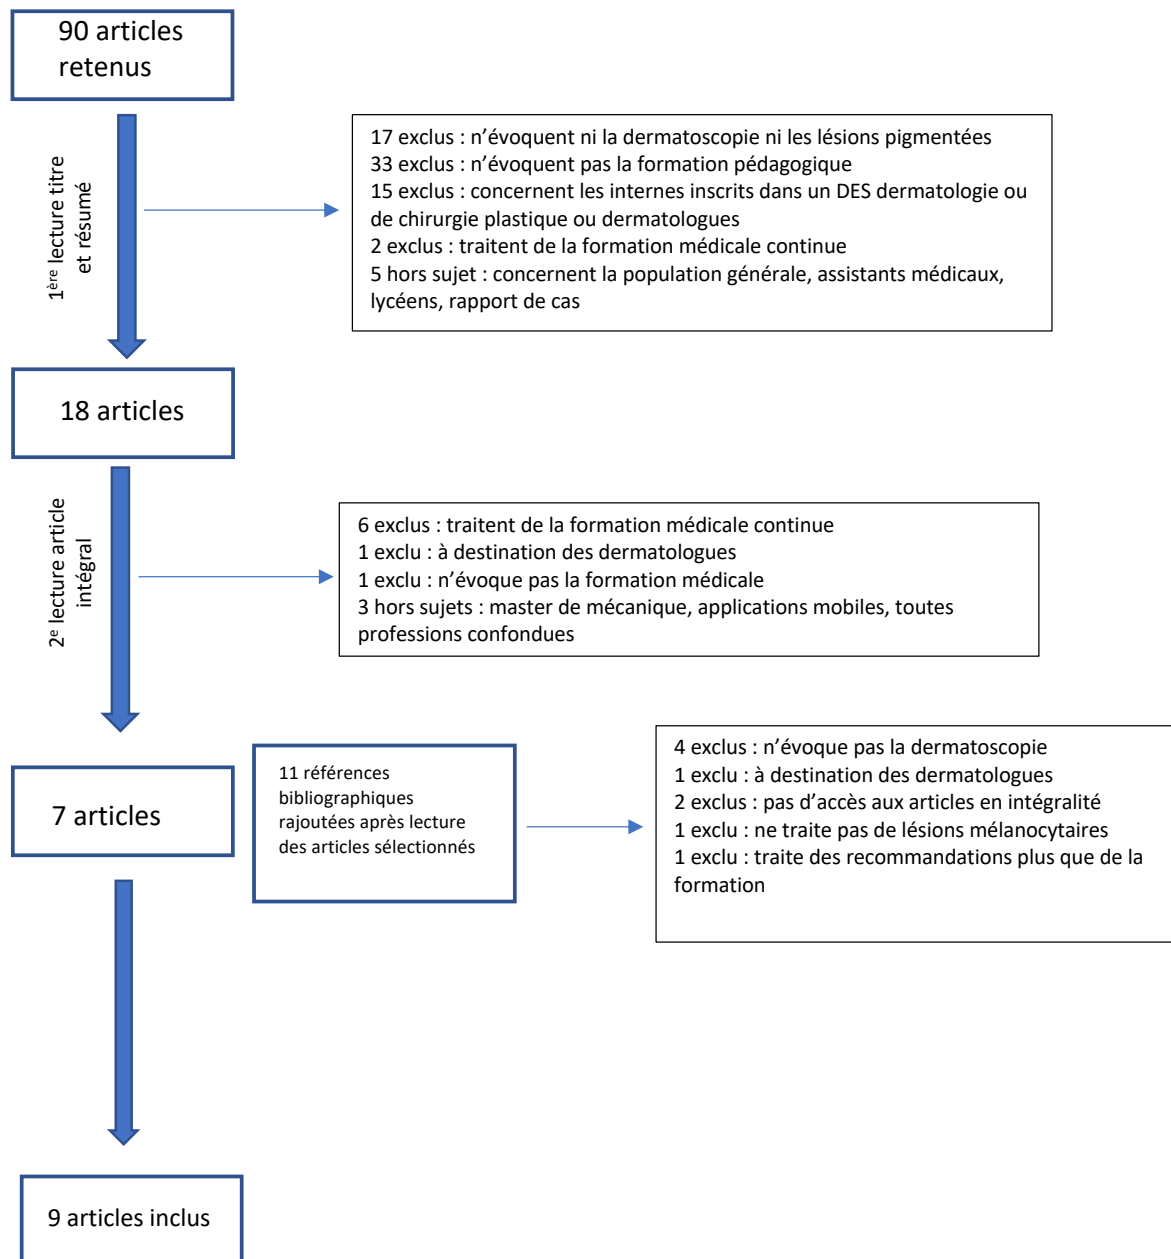 90 articles
retenus
1ère lecture titre
et résumé
17 exclus : n’évoquent ni la dermatoscopie ni les lésions pigmentées
33 exclus : n’évoquent pas la formation pédagogique
15 exclus : concernent les internes inscrits dans un DES dermatologie ou
de chirurgie plastique ou dermatologues
2 exclus : traitent de la formation médicale continue
5 hors sujet : concernent la population générale, assistants médicaux,
lycéens, rapport de cas
18 articles
2e lecture article
intégral
6 exclus : traitent de la formation médicale continue
1 exclu : à destination des dermatologues
1 exclu : n’évoque pas la formation médicale
3 hors sujets : master de mécanique, applications mobiles, toutes
professions confondues
7 articles
11 références
bibliographiques
rajoutées après lecture
des articles sélectionnés
4 exclus : n’évoque pas la dermatoscopie
1 exclu : à destination des dermatologues
2 exclus : pas d’accès aux articles en intégralité
1 exclu : ne traite pas de lésions mélanocytaires
1 exclu : traite des recommandations plus que de la
formation
9 articles inclus